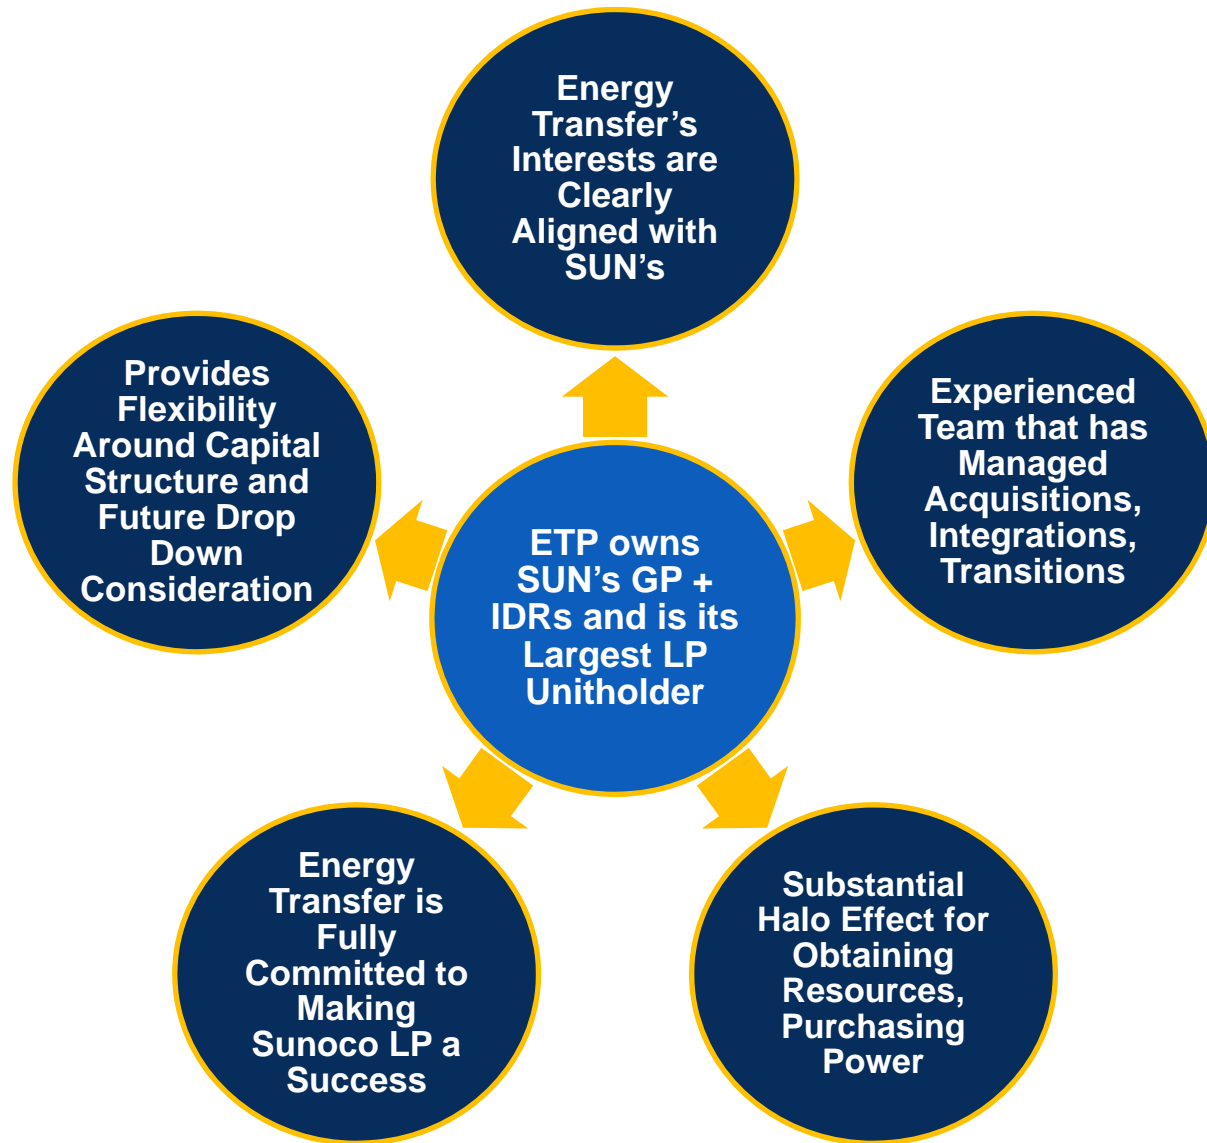 Energy
Transfer’s
Interests are
Clearly
Aligned with
SUN’s
Provides
Flexibility
Around Capital
Structure and
Future Drop
Down
Consideration
Experienced
Team that has
Managed
Acquisitions,
Integrations,
Transitions
ETP owns
SUN’s GP +
IDRs and is its
Largest LP
Unitholder
Energy
Transfer is
Fully
Committed to
Making
Sunoco LP a
Success
Substantial
Halo Effect for
Obtaining
Resources,
Purchasing
Power